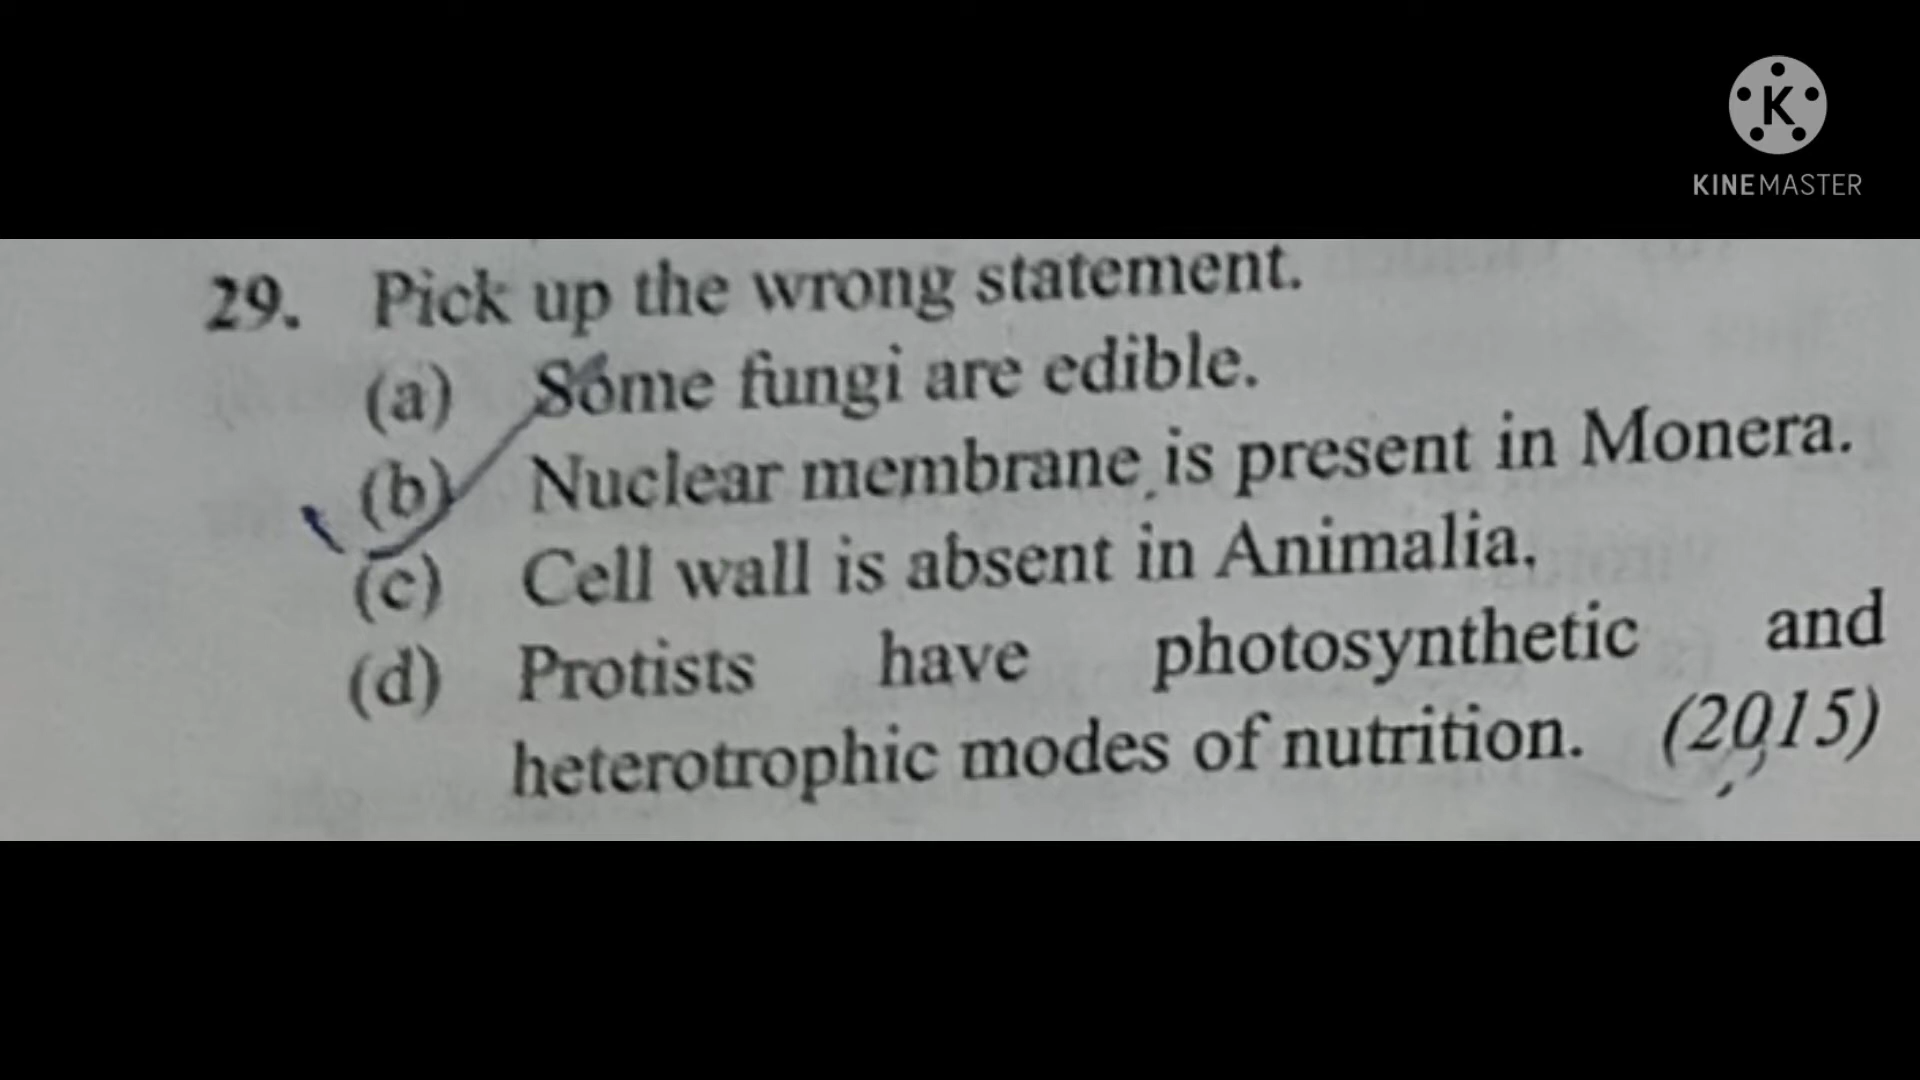 K
KINEMASTER
29. Pick up the wrong statement.
(a) Some fungi are edible.
(b) Nuclear membrane is present in Monera.
(c) Cell wall is absent in Animalia.
(d) Protists have photosynthetic and
heterotrophic modes of nutrition. (2015)